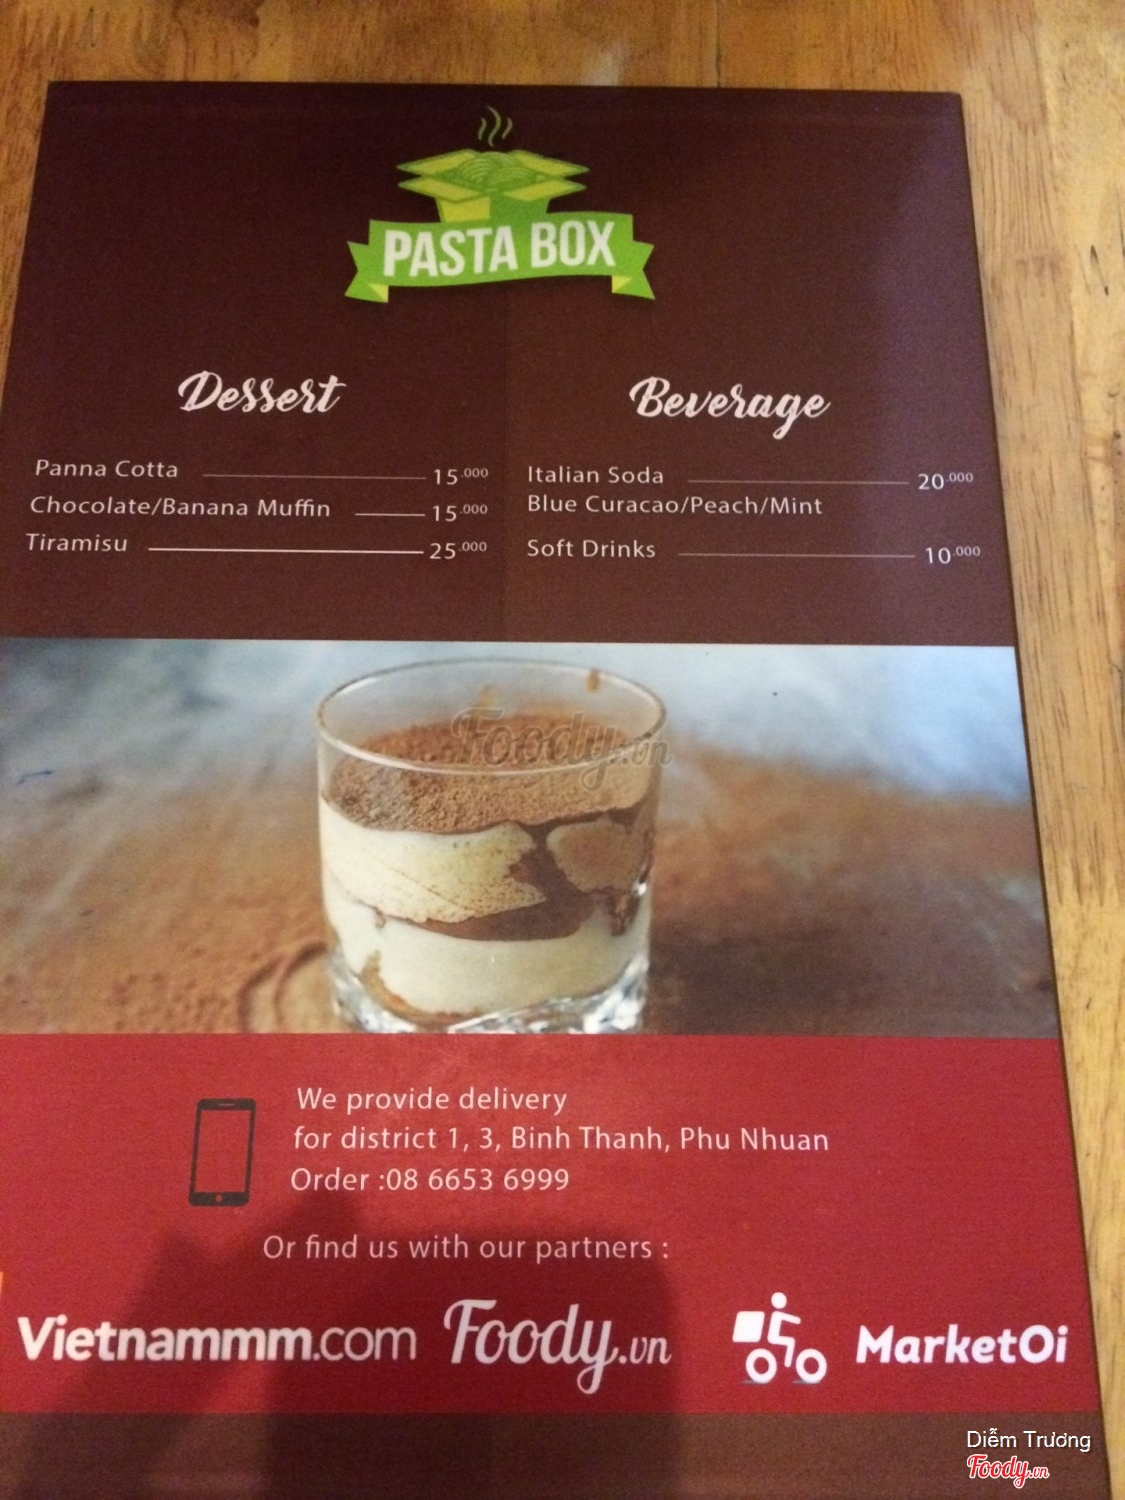 PASTA BOX
Dessert
Panna Cotta 15.000
Chocolate/Banana Muffin 15.000
Tiramisu 25.000
Beverage
Italian Soda 20.000
Blue Curacao/Peach/Mint
Soft Drinks 10.000
Foody.vn
We provide delivery
for district 1, 3, Binh Thanh, Phu Nhuan
Order :08 6653 6999
Or find us with our partners :
Vietnammm.com Foody.vn MarketOi
Diễm Trương
Foody.vn